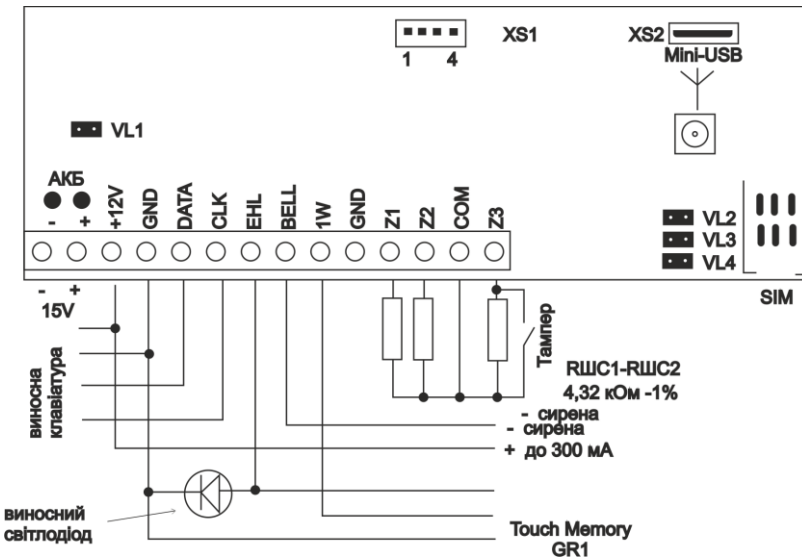 XS1
1 4
XS2
Mini-USB
VL1
АКБ
- +
+12V
GND
DATA
CLK
EHL
BELL
1W
GND
Z1
Z2
COM
Z3
VL2
VL3
VL4
SIM
- +
15V
виносна
клавіатура
Тампер
RШС1-RШС2
4,32 кОм -1%
- сирена
- сирена
+ до 300 мА
виносний
світлодіод
Touch Memory
GR1